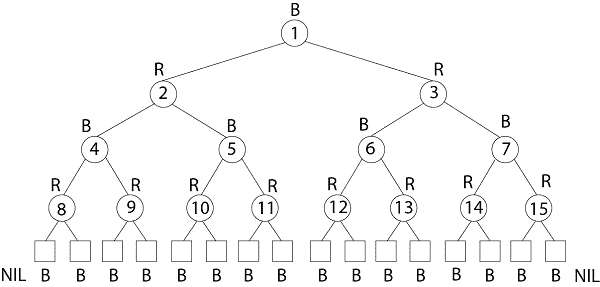 B
1
R R
2 3
B B B B
4 5 6 7
R R R R R R R R
8 9 10 11 12 13 14 15
NIL B B B B B B B B B B B B B B B B NIL